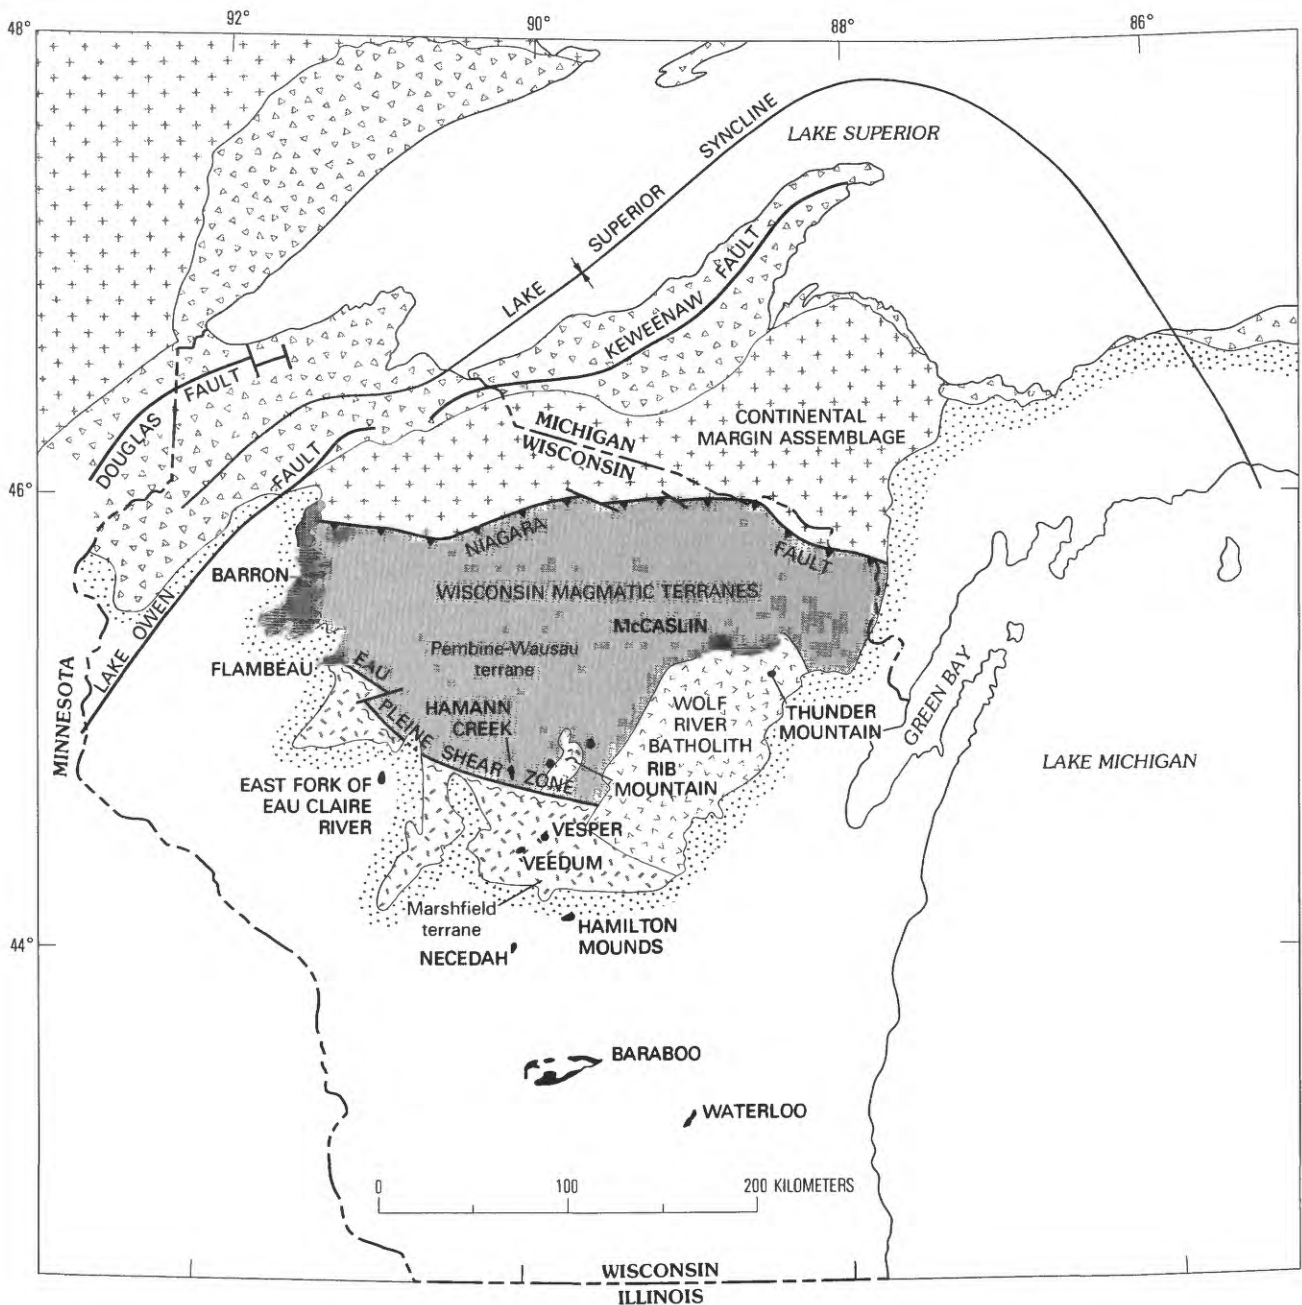 92°
90°
88°
86°
48°
LAKE SUPERIOR
LAKE SUPERIOR SYNCLINE
KEWEENAW FAULT
DOUGLAS FAULT
CONTINENTAL
MARGIN ASSEMBLAGE
MICHIGAN
WISCONSIN
46°
LAKE OWEN FAULT
NIAGARA FAULT
BARRON
WISCONSIN MAGMATIC TERRANES
McCASLIN
Pembine-Wausau
terrane
FLAMBEAU
EAU PLEINE SHEAR ZONE
HAMANN
CREEK
WOLF
RIVER
BATHOLITH
THUNDER
MOUNTAIN
GREEN BAY
MINNESOTA
LAKE MICHIGAN
RIB
MOUNTAIN
EAST FORK OF
EAU CLAIRE
RIVER
VESPER
VEEDUM
Marshfield
terrane
HAMILTON
MOUNDS
44°
NECEDAH
BARABOO
WATERLOO
0
100
200 KILOMETERS
WISCONSIN
ILLINOIS